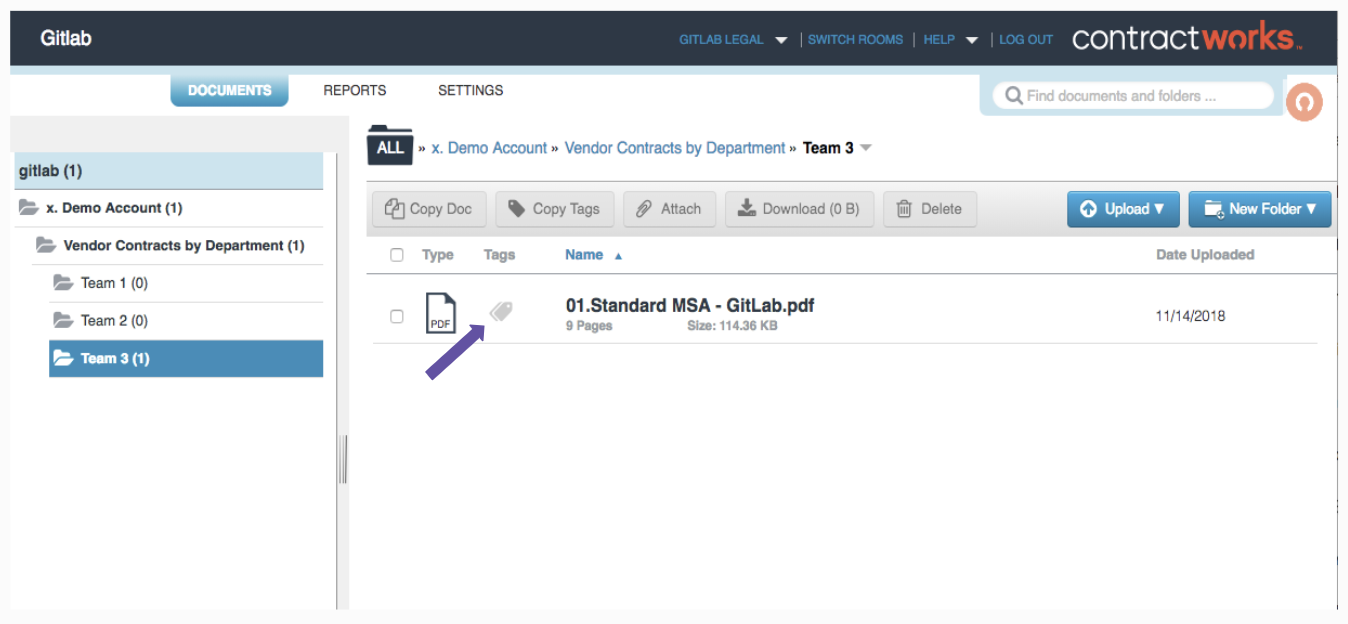 Gitlab
GITLAB LEGAL ▼ | SWITCH ROOMS | HELP ▼ | LOG OUT
contractworks™
DOCUMENTS REPORTS SETTINGS
Find documents and folders ...
ALL » x. Demo Account » Vendor Contracts by Department » Team 3
gitlab (1)
x. Demo Account (1)
Vendor Contracts by Department (1)
Team 1 (0)
Team 2 (0)
Team 3 (1)
Copy Doc Copy Tags Attach Download (0 B) Delete Upload ▼ New Folder ▼
Type Tags Name ▲ Date Uploaded
PDF
01.Standard MSA - GitLab.pdf
9 Pages Size: 114.36 KB
11/14/2018